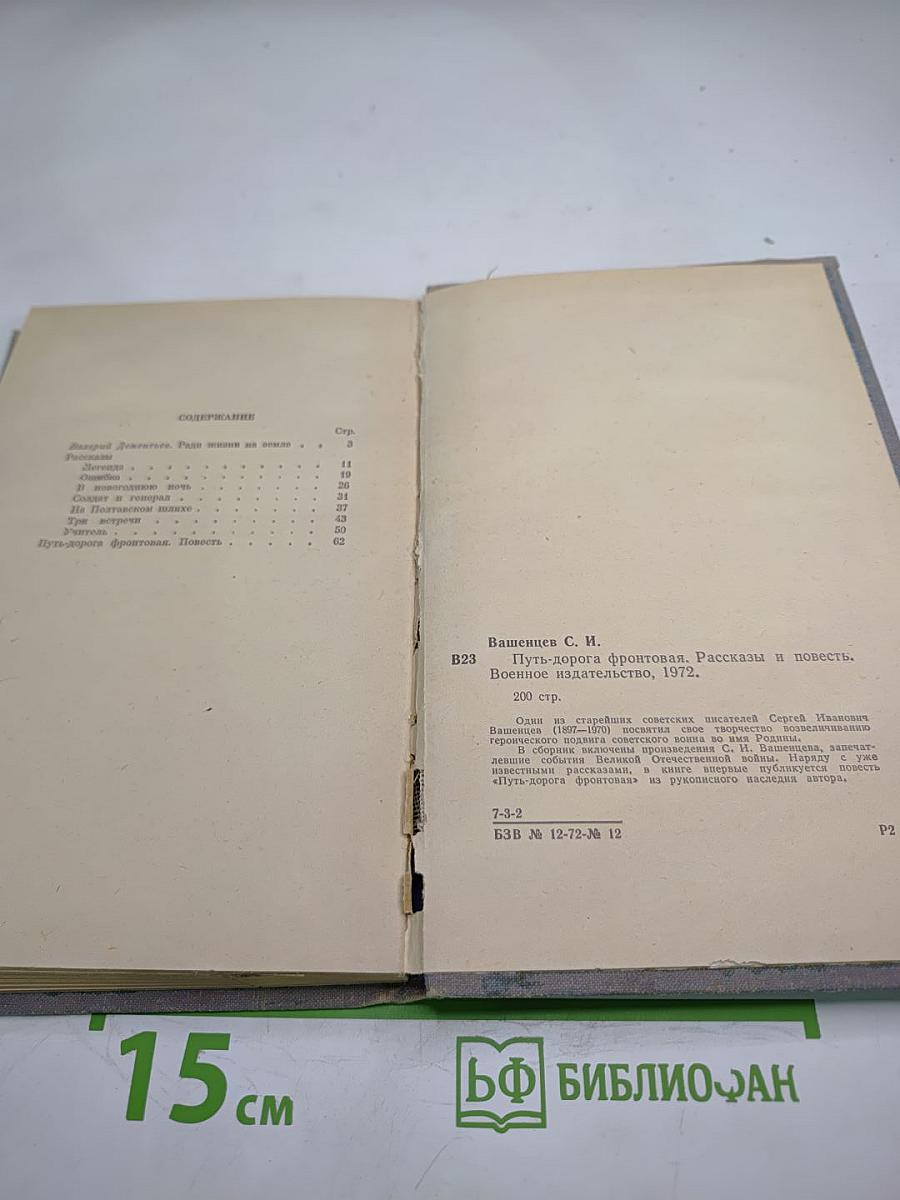 СОДЕРЖАНИЕ
Стр.
Валерий Дементьев. Ради жизни на земле . . 3
Рассказы
Легенда . . . . . . . . . . 11
Ошибка . . . . . . . . . . 19
В новогоднюю ночь . . . . . . . 26
Солдат и генерал . . . . . . . . 31
На Полтавском шляхе . . . . . . . 37
Три встречи . . . . . . . . . 43
Учитель . . . . . . . . . . . 50
Путь-дорога фронтовая. Повесть . . . . . 62
Вашенцев С. И.
В23 Путь-дорога фронтовая. Рассказы и повесть.
Военное издательство, 1972.
200 стр.
Один из старейших советских писателей Сергей Иванович
Вашенцев (1897—1970) посвятил свое творчество возвеличиванию
героического подвига советского воина во имя Родины.
В сборник включены произведения С. И. Вашенцева, запечат-
левшие события Великой Отечественной войны. Наряду с уже
известными рассказами, в книге впервые публикуется повесть
«Путь-дорога фронтовая» из рукописного наследия автора.
7-3-2
БЗВ № 12-72-№ 12
Р2
15 см
БФ БИБЛИОФАН